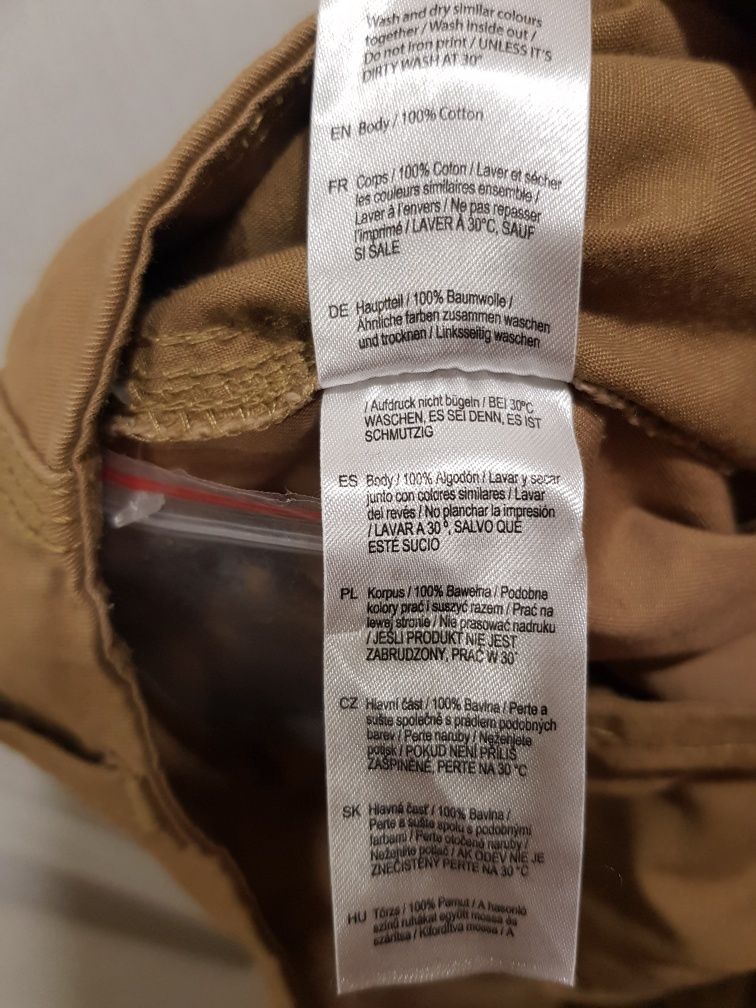 Wash and dry similar colours
together / Wash inside out /
Do not iron print / UNLESS IT'S
DIRTY WASH AT 30°
EN Body / 100% Cotton
FR Corps / 100% Coton / Laver et sécher
les couleurs similaires ensemble /
Laver à l'envers / Ne pas repasser
l'imprimé / LAVER À 30°C, SAUF
SI SALE
DE Hauptteil / 100% Baumwolle /
Ähnliche farben zusammen waschen
und trocknen / Linksseitig waschen
/ Aufdruck nicht bügeln / BEI 30°C
WASCHEN, ES SEI DENN, ES IST
SCHMUTZIG
ES Body / 100% Algodón / Lavar y secar
junto con colores similares / Lavar
del revés / No planchar la impresión
/ LAVAR A 30°, SALVO QUE
ESTÉ SUCIO
PL Korpus / 100% Bawełna / Podobne
kolory prać i suszyć razem / Prać na
lewej stronie / Nie prasować nadruku
/ JEŚLI PRODUKT NIE JEST
ZABRUDZONY, PRAĆ W 30°
CZ Hlavní část / 100% Bavlna / Perte a
sušte společně s prádlem podobných
barev / Perte naruby / Nežehlete
potisk / POKUD NENÍ PŘÍLIŠ
ZAŠPINĚNÉ, PERTE NA 30 °C
SK Hlavná časť / 100% Bavlna /
Perte a sušte spolu s podobnými
farbami / Perte otočené naruby /
Nežehlite potlač / AK ODEV NIE JE
ZNEČISTENÝ PERTE NA 30 °C
HU Törzs / 100% Pamut / A hasonló
színű ruhákat együtt mossa és
szárítsa / Kifordítva mossa / A